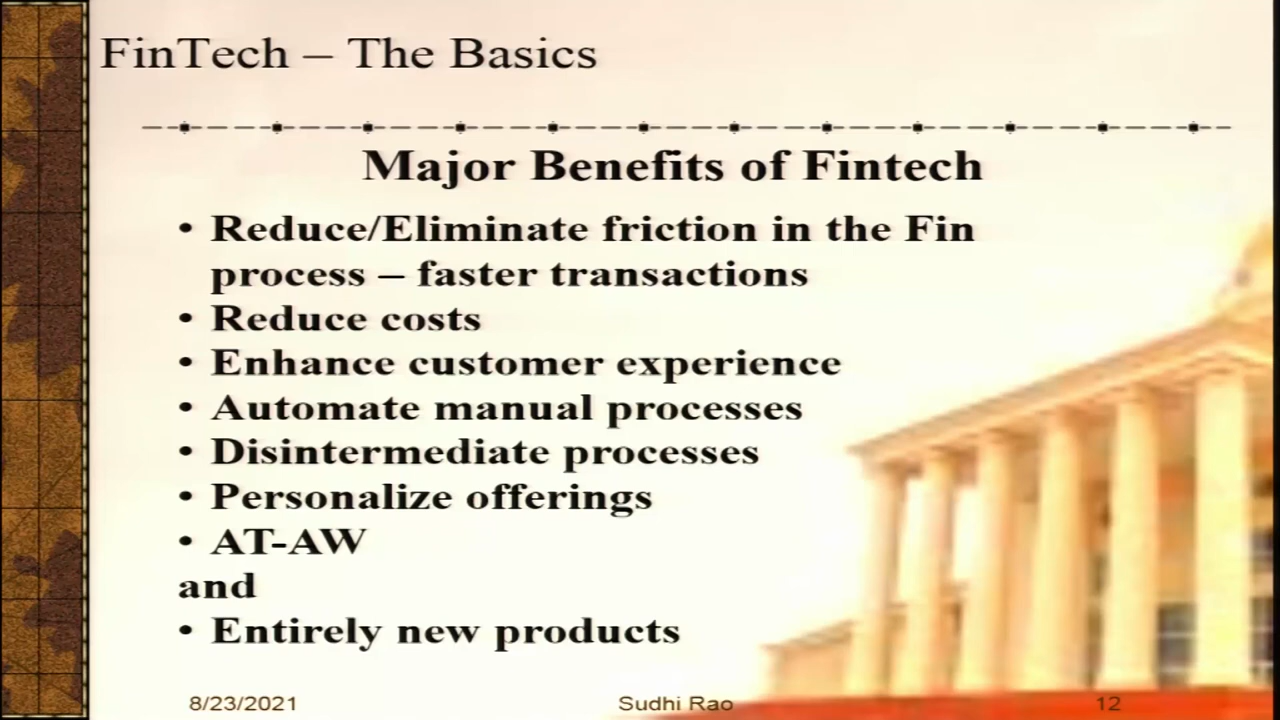 FinTech – The Basics
Major Benefits of Fintech
• Reduce/Eliminate friction in the Fin
process – faster transactions
• Reduce costs
• Enhance customer experience
• Automate manual processes
• Disintermediate processes
• Personalize offerings
• AT-AW
and
• Entirely new products
8/23/2021 Sudhi Rao 12